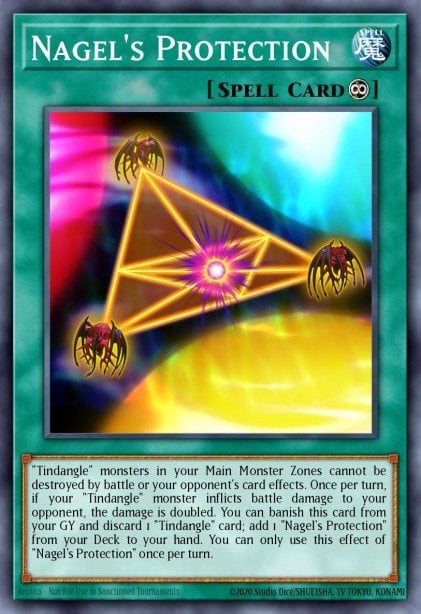 NAGEL'S PROTECTION
SPELL
魔
[SPELL CARD]
"Tindangle" monsters in your Main Monster Zones cannot be
destroyed by battle or your opponent's card effects. Once per turn,
if your "Tindangle" monster inflicts battle damage to your
opponent, the damage is doubled. You can banish this card from
your GY and discard 1 "Tindangle" card; add 1 "Nagel's Protection"
from your Deck to your hand. You can only use this effect of
"Nagel's Protection" once per turn.
Replica - Not For Use in Sanctioned Tournaments
©2020 Studio Dice/SHUEISHA, TV TOKYO, KONAMI